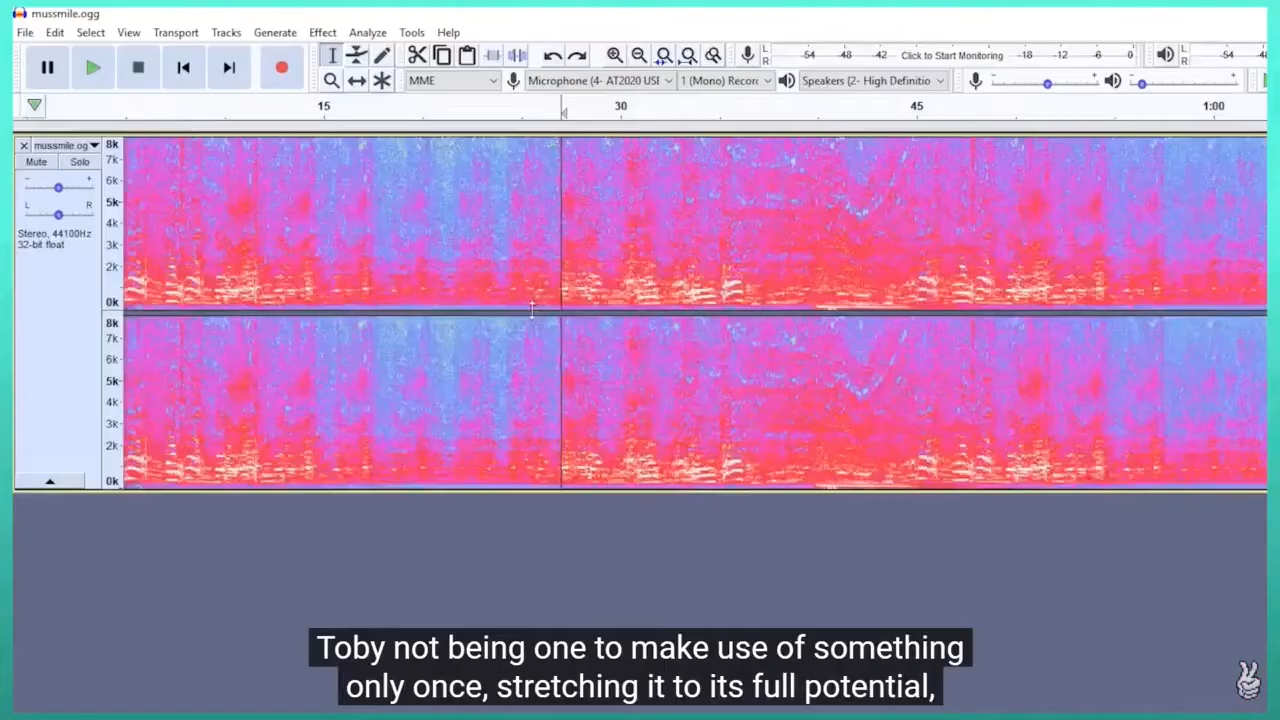 mussmile.ogg
File Edit Select View Transport Tracks Generate Effect Analyze Tools Help
L R -54 -48 -42 Click to Start Monitoring -18 -12 -6 0 L R -54 -48
MME Microphone (4- AT2020 USI 1 (Mono) Recor Speakers (2- High Definitio
15 30 45 1:00
mussmile.og
Mute Solo
- +
L R
Stereo, 44100Hz
32-bit float
8k
7k
6k
5k
4k
3k
2k
0k
8k
7k
6k
5k
4k
3k
2k
0k
Toby not being one to make use of something
only once, stretching it to its full potential,